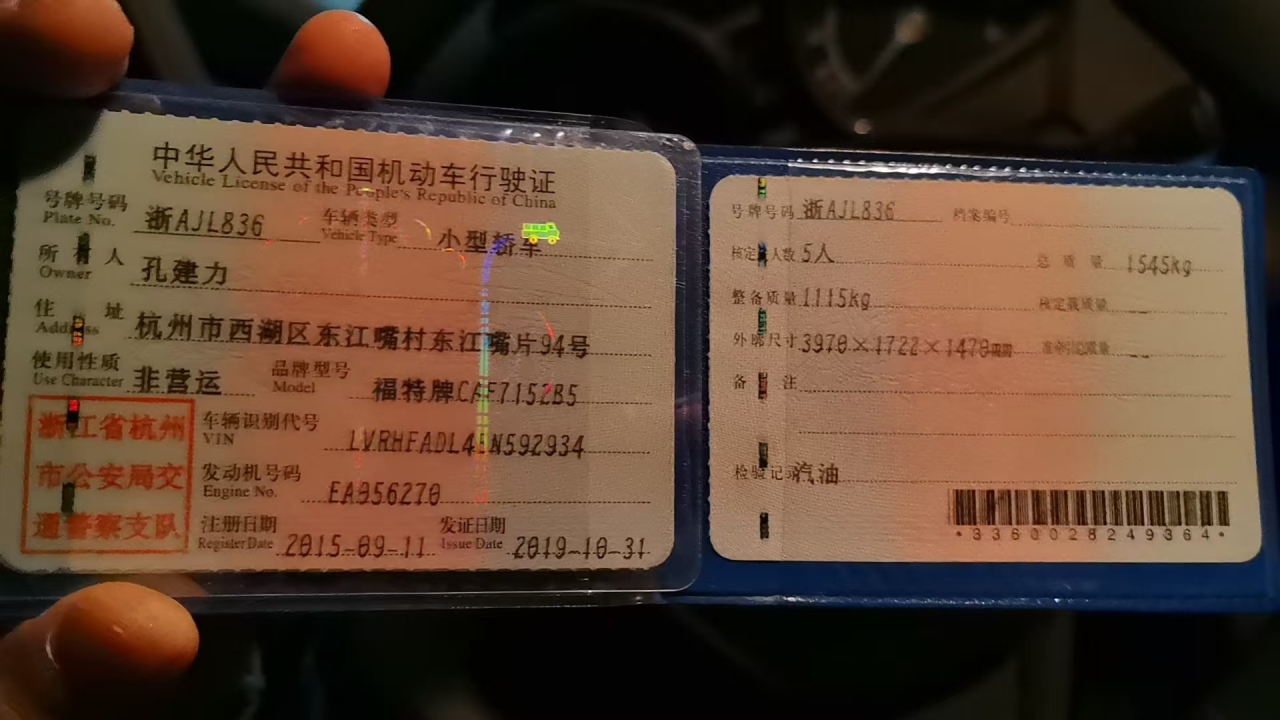 中华人民共和国机动车行驶证
Vehicle License of the People's Republic of China
号牌号码 浙AJL836 车辆类型 小型轿车
Plate No. Vehicle Type
所有人 孔建力
Owner
住址 杭州市西湖区东江嘴村东江嘴片94号
Address
使用性质 非营运 品牌型号 福特牌CAF7152B5
Use Character Model
浙江省杭州
市公安局交
通警察支队
车辆识别代号
VIN
发动机号码 EA956270
Engine No.
注册日期 2015-09-11 发证日期 2019-10-31
Register Date Issue Date
号牌号码 浙AJL836 档案编号
核定载人数 5人 总质量 1545kg
整备质量 1115kg 核定载质量 --
外廓尺寸 3970×1722×1470 --
备注
检验记录 汽油
*3360028249364*